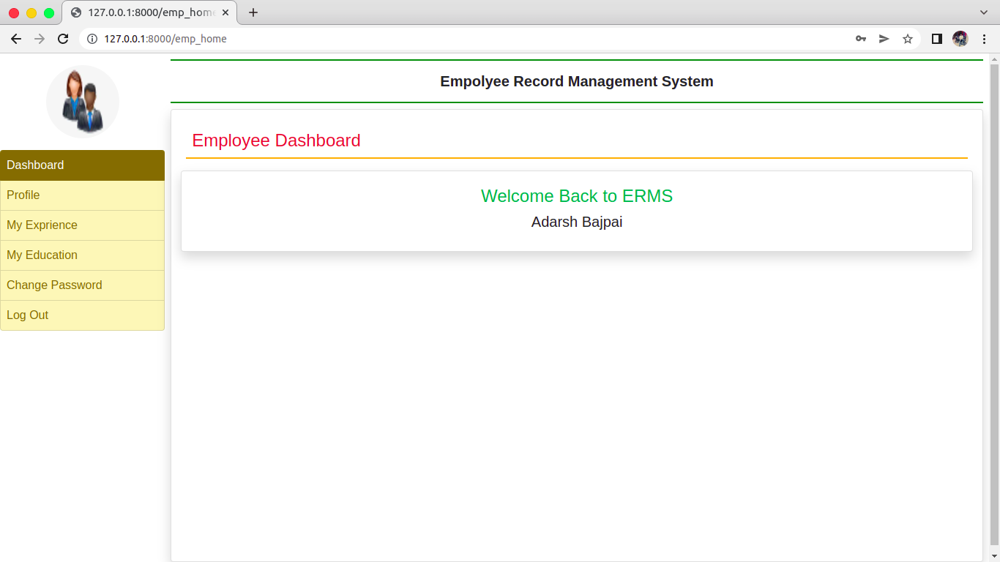 127.0.0.1:8000/emp_home
127.0.0.1:8000/emp_home
Empolyee Record Management System
Dashboard
Profile
My Exprience
My Education
Change Password
Log Out
Employee Dashboard
Welcome Back to ERMS
Adarsh Bajpai